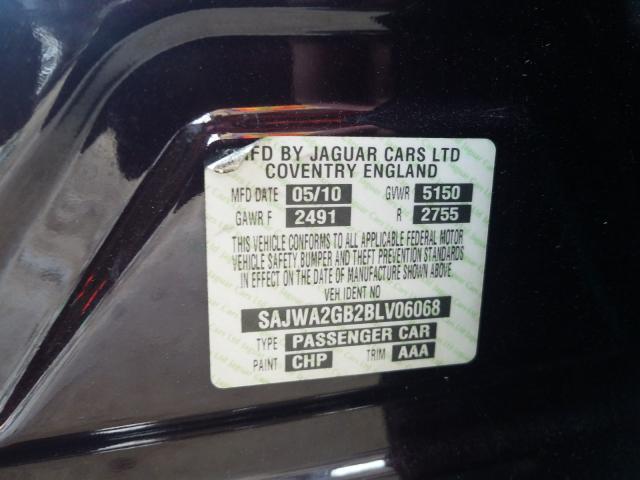 MFD BY JAGUAR CARS LTD
COVENTRY ENGLAND
MFD DATE 05/10 GVWR 5150
GAWR F 2491 R 2755
THIS VEHICLE CONFORMS TO ALL APPLICABLE FEDERAL MOTOR
VEHICLE SAFETY BUMPER AND THEFT PREVENTION STANDARDS
IN EFFECT ON THE DATE OF MANUFACTURE SHOWN ABOVE.
VEH IDENT NO
SAJWA2GB2BLV06068
TYPE PASSENGER CAR
PAINT CHP TRIM AAA